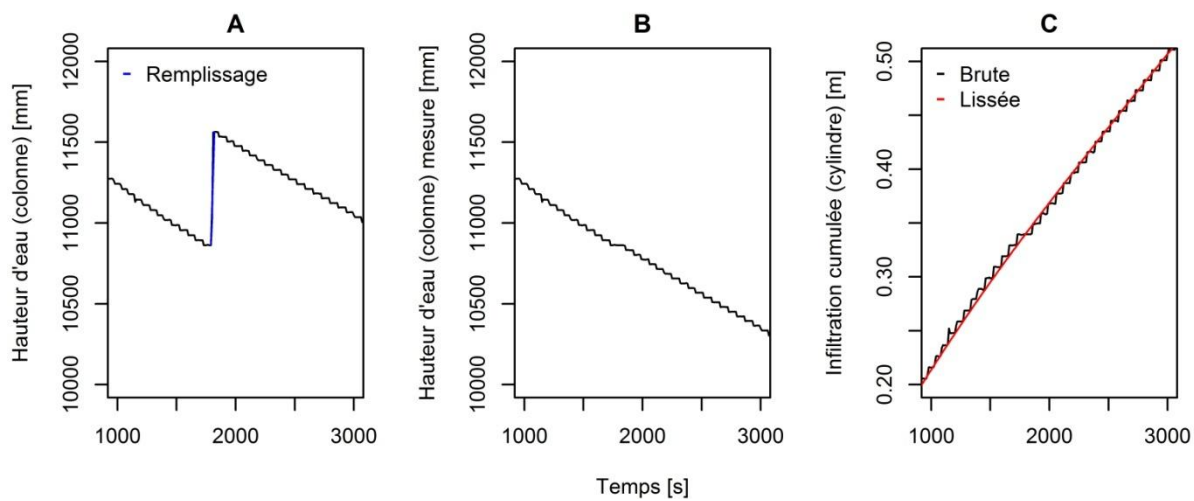 A
Hauteur d'eau (colonne) [mm]
12000
11500
11000
10500
10000
Remplissage
1000
2000
3000
B
Hauteur d'eau (colonne) mesure [mm]
12000
11500
11000
10500
10000
1000
2000
3000
C
Infiltration cumulée (cylindre) [m]
0.50
0.40
0.30
0.20
Brute
Lissée
1000
2000
3000
Temps [s]